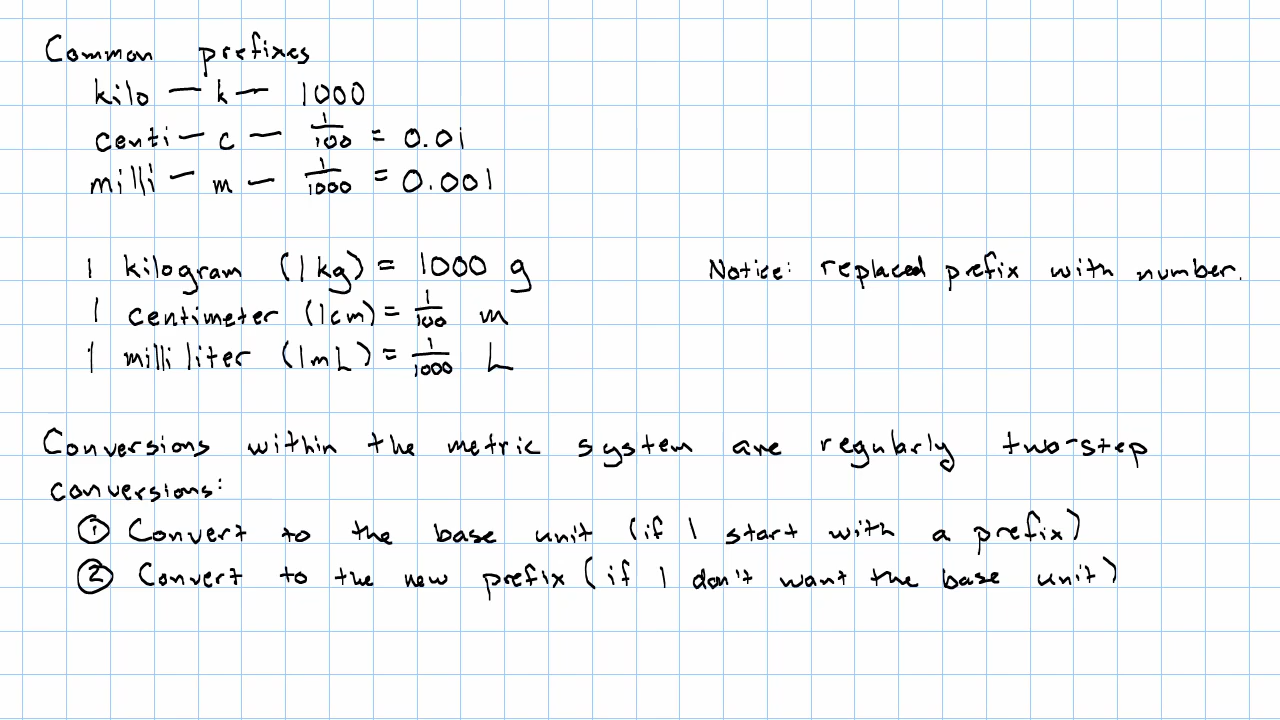 Common prefixes
kilo — k — 1000
centi — c — 1/100 = 0.01
milli — m — 1/1000 = 0.001
1 kilogram (1 kg) = 1000 g Notice: replaced prefix with number.
1 centimeter (1 cm) = 1/100 m
1 milliliter (1 mL) = 1/1000 L
Conversions within the metric system are regularly two-step
conversions:
① Convert to the base unit (if I start with a prefix)
② Convert to the new prefix (if I don't want the base unit)